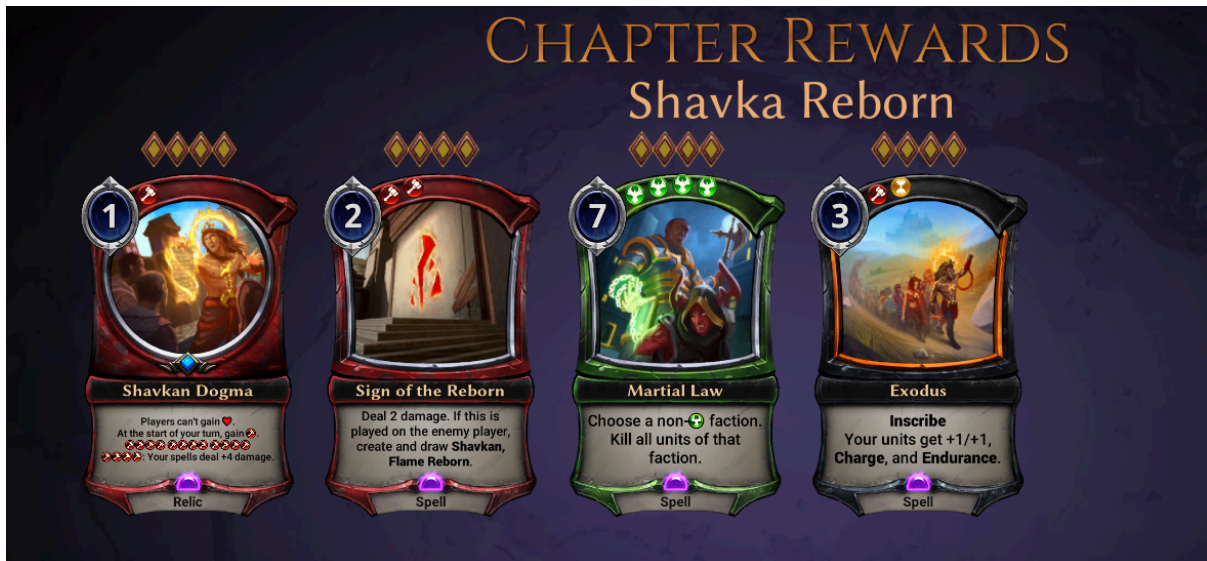 CHAPTER REWARDS
Shavka Reborn
1
Shavkan Dogma
Players can't gain
At the start of your turn, gain
: Your spells deal +4 damage.
Relic
2
Sign of the Reborn
Deal 2 damage. If this is
played on the enemy player,
create and draw Shavkan,
Flame Reborn.
Spell
7
Martial Law
Choose a non- faction.
Kill all units of that
faction.
Spell
3
Exodus
Inscribe
Your units get +1/+1,
Charge, and Endurance.
Spell